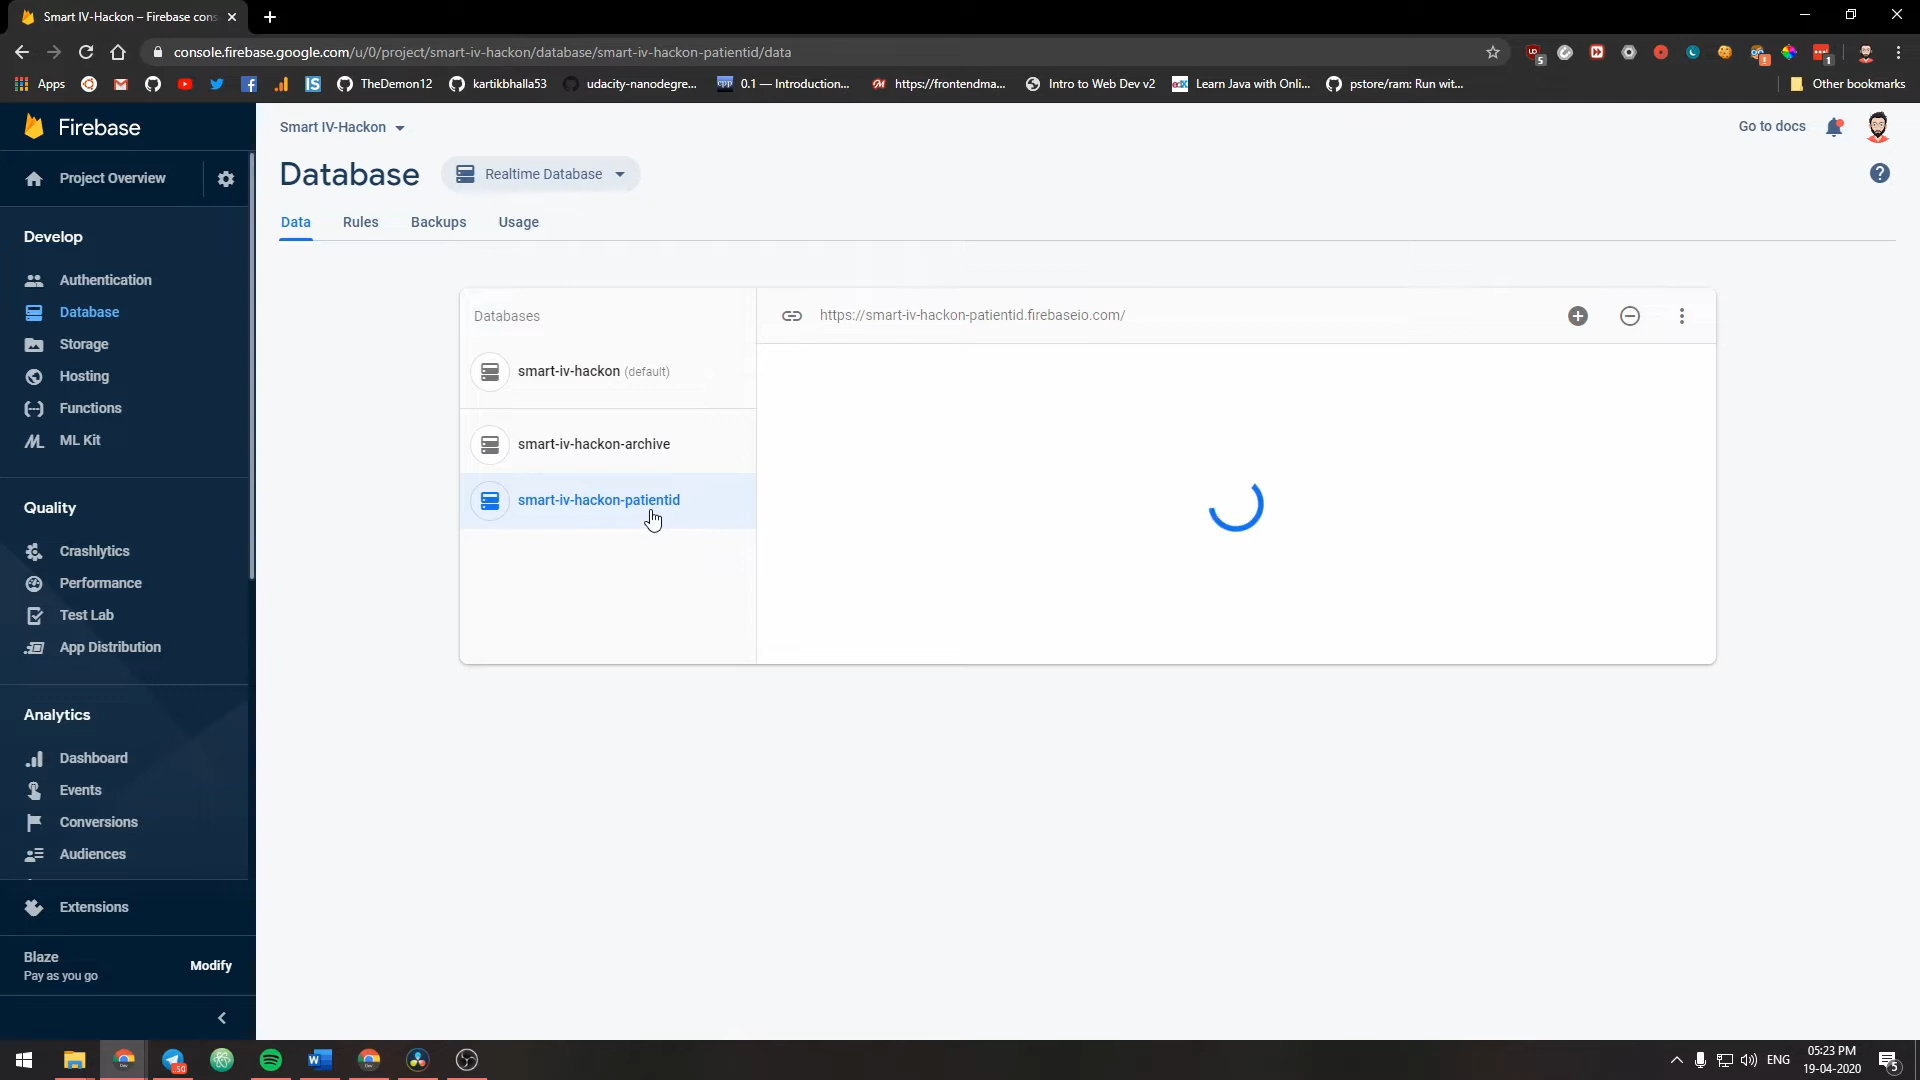 Smart IV-Hackon – Firebase cons
console.firebase.google.com/u/0/project/smart-iv-hackon/database/smart-iv-hackon-patientid/data
Apps
TheDemon12
kartikbhalla53
udacity-nanodegre...
0.1 — Introduction...
https://frontendma...
Intro to Web Dev v2
Learn Java with Onli...
pstore/ram: Run wit...
Other bookmarks
Firebase
Smart IV-Hackon
Go to docs
Project Overview
Database
Realtime Database
Data
Rules
Backups
Usage
Develop
Authentication
Database
Storage
Hosting
Functions
ML Kit
Databases
https://smart-iv-hackon-patientid.firebaseio.com/
smart-iv-hackon (default)
smart-iv-hackon-archive
smart-iv-hackon-patientid
Quality
Crashlytics
Performance
Test Lab
App Distribution
Analytics
Dashboard
Events
Conversions
Audiences
Extensions
Blaze
Pay as you go
Modify
ENG
05:23 PM
19-04-2020
5